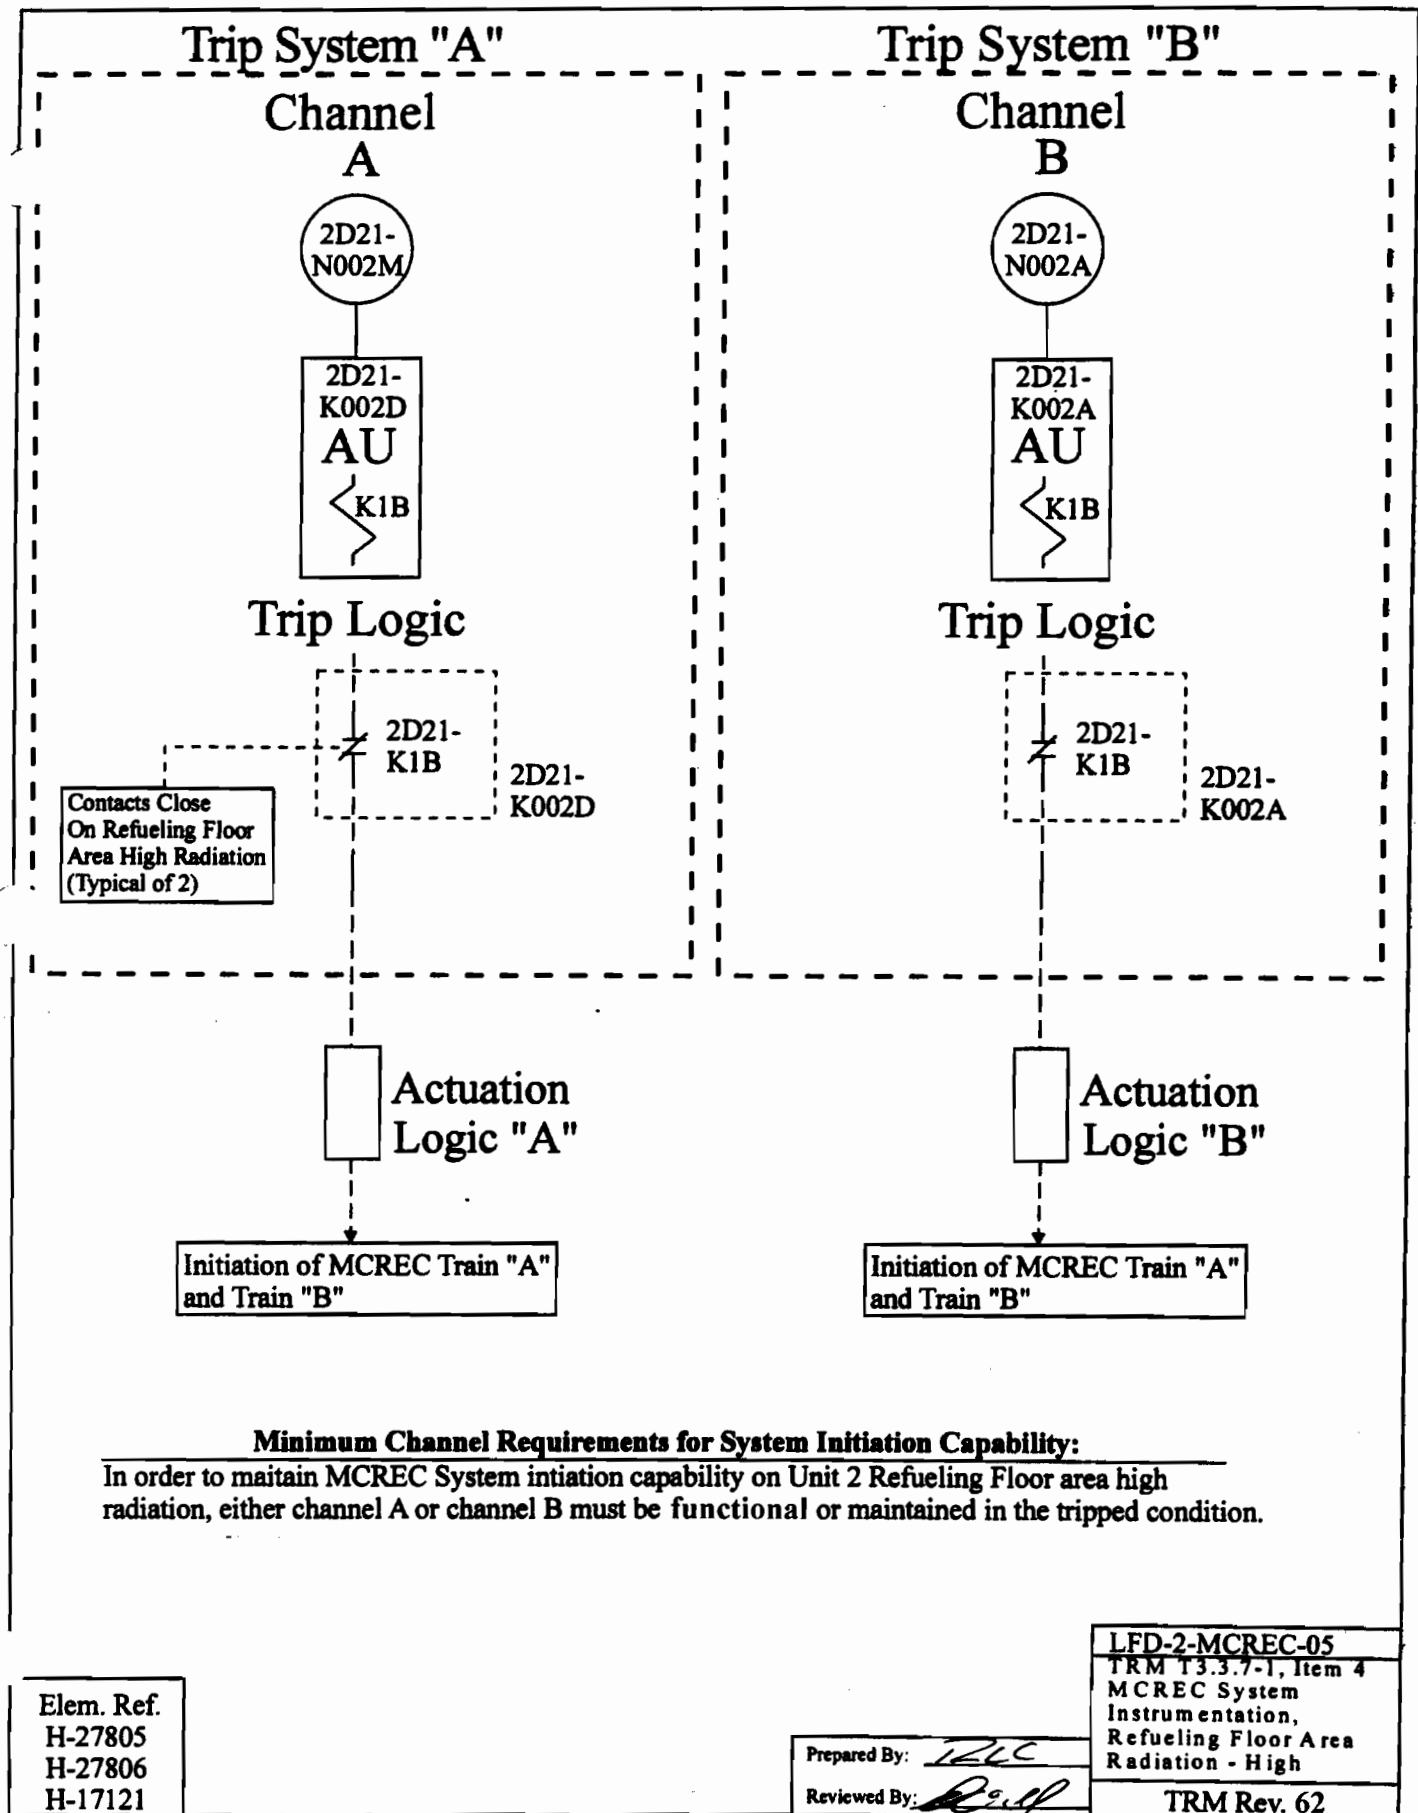 Trip System "A"
Trip System "B"
Channel
A
2D21-
N002M
2D21-
K002D
AU
K1B
Trip Logic
2D21-
K1B
2D21-
K002D
Contacts Close
On Refueling Floor
Area High Radiation
(Typical of 2)
Actuation
Logic "A"
Initiation of MCREC Train "A"
and Train "B"
Channel
B
2D21-
N002A
2D21-
K002A
AU
K1B
Trip Logic
2D21-
K1B
2D21-
K002A
Actuation
Logic "B"
Initiation of MCREC Train "A"
and Train "B"
Minimum Channel Requirements for System Initiation Capability:
In order to maitain MCREC System intiation capability on Unit 2 Refueling Floor area high
radiation, either channel A or channel B must be functional or maintained in the tripped condition.
Elem. Ref.
H-27805
H-27806
H-17121
Prepared By:
Reviewed By:
LFD-2-MCREC-05
TRM T3.3.7-1, Item 4
MCREC System
Instrumentation,
Refueling Floor Area
Radiation - High
TRM Rev. 62